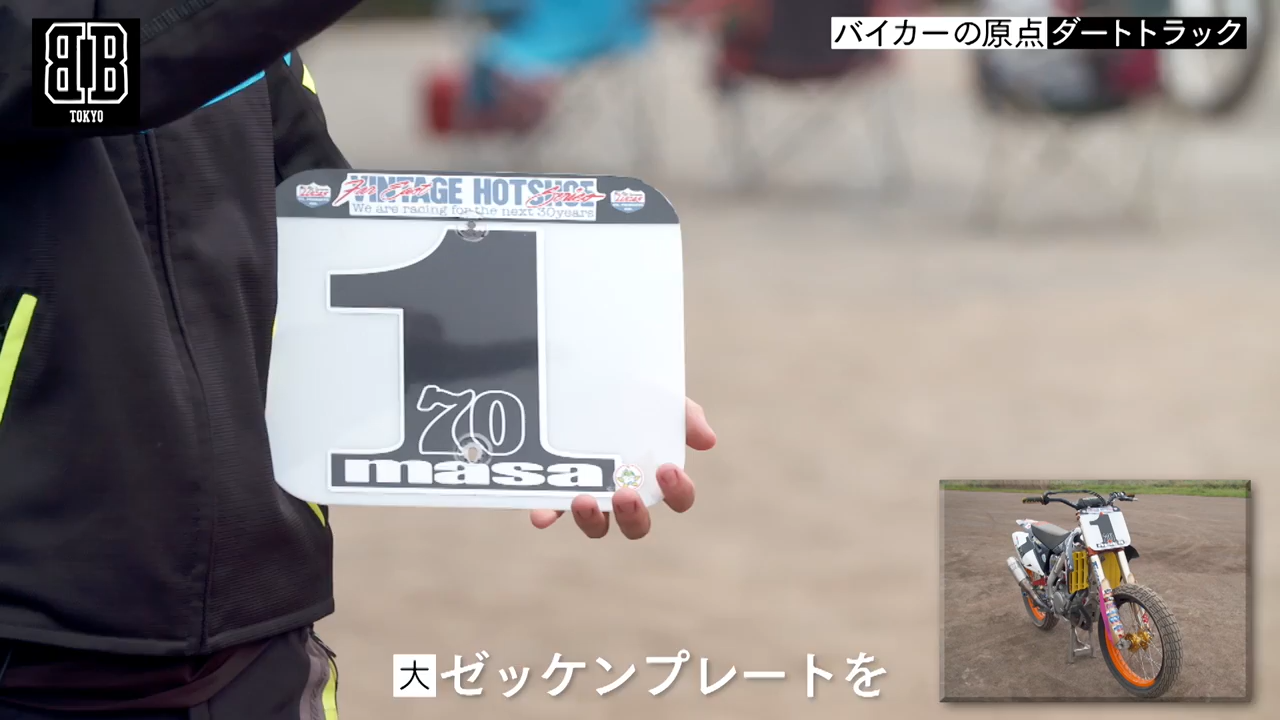 BB
TOKYO
バイカーの原点ダートトラック
Far East Series
VINTAGE HOTSHOE
We are racing for the next 30years
1
70
masa
大 ゼッケンプレートを